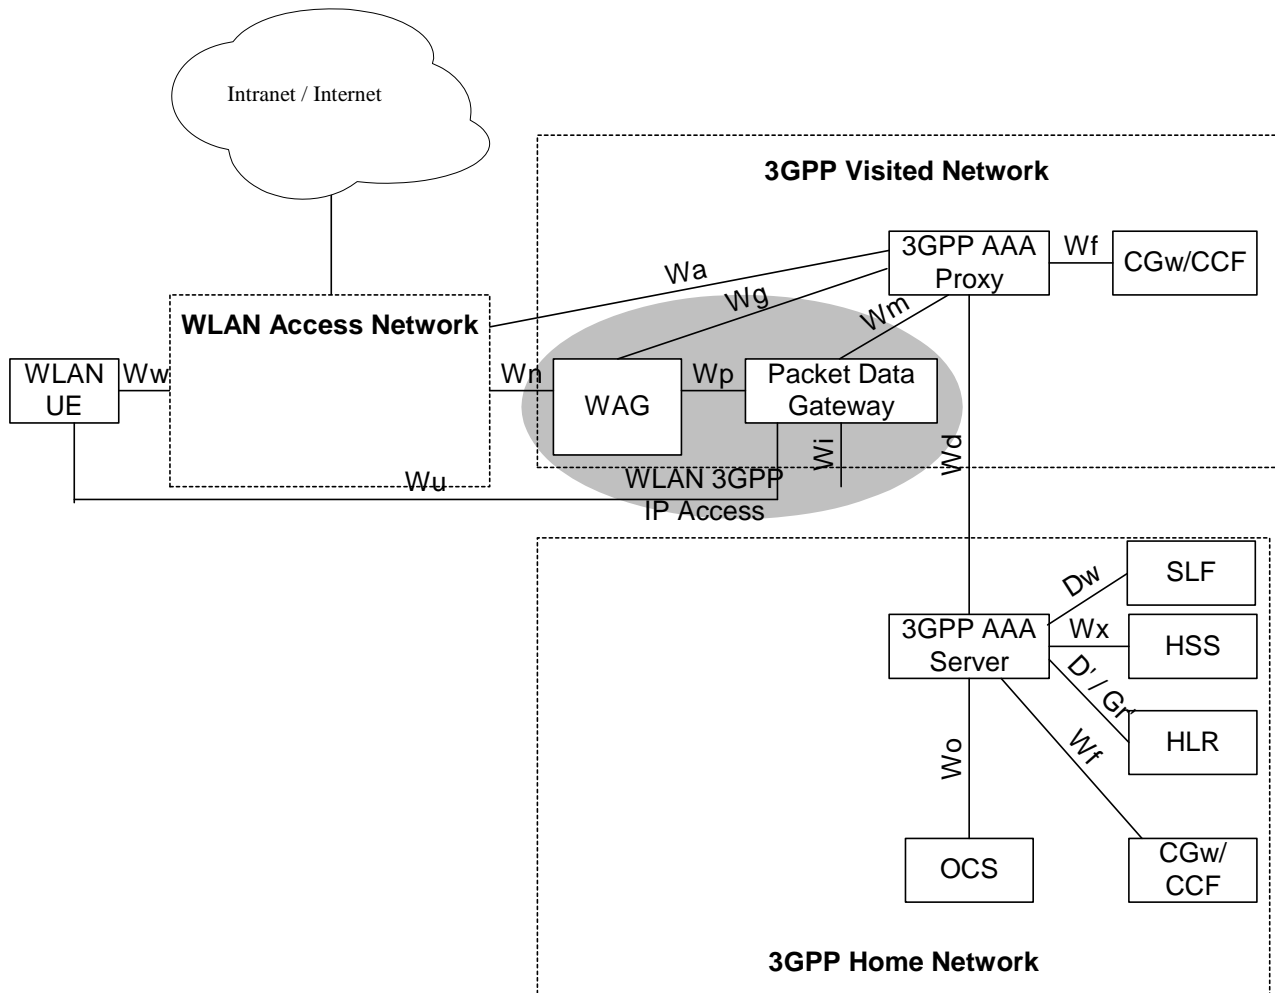 Intranet / Internet
3GPP Visited Network
3GPP AAA
Proxy
Wf
CGw/CCF
Wa
Wg
Wm
WLAN Access Network
WLAN
UE
Ww
Wn
WAG
Wp
Packet Data
Gateway
Wi
Wd
Wu
WLAN 3GPP
IP Access
Dw
SLF
3GPP AAA
Server
Wx
HSS
D' / Gr'
HLR
Wf
Wo
OCS
CGw/
CCF
3GPP Home Network